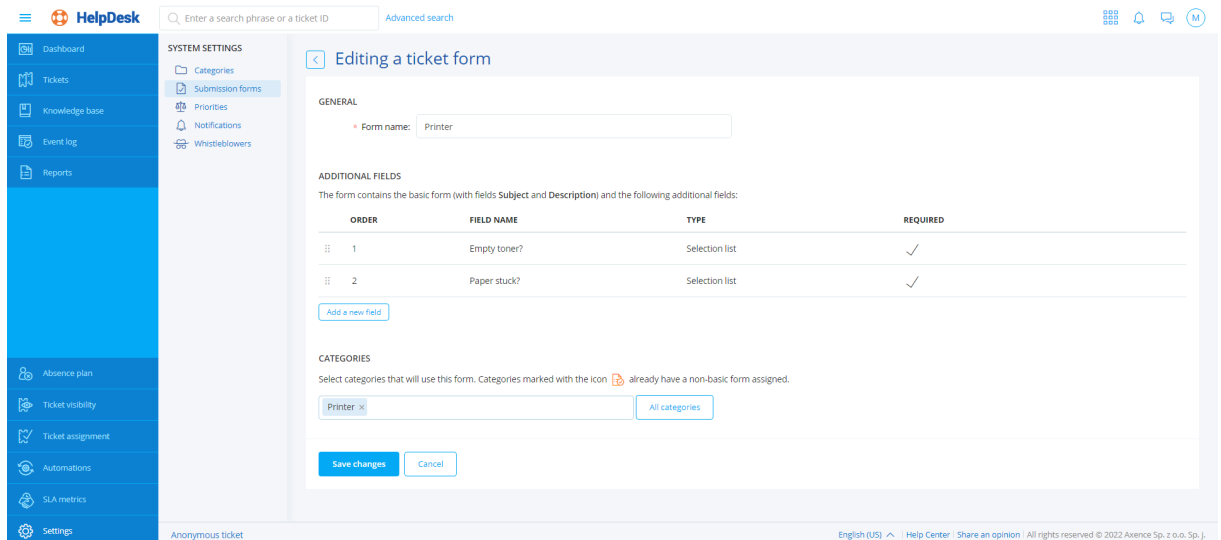 HelpDesk
Enter a search phrase or a ticket ID
Advanced search
M
Dashboard
Tickets
Knowledge base
Event log
Reports
Absence plan
Ticket visibility
Ticket assignment
Automations
SLA metrics
Settings
SYSTEM SETTINGS
Categories
Submission forms
Priorities
Notifications
Whistleblowers
Editing a ticket form
GENERAL
* Form name: Printer
ADDITIONAL FIELDS
The form contains the basic form (with fields Subject and Description) and the following additional fields:
ORDER FIELD NAME TYPE REQUIRED
1 Empty toner? Selection list
2 Paper stuck? Selection list
Add a new field
CATEGORIES
Select categories that will use this form. Categories marked with the icon already have a non-basic form assigned.
Printer × All categories
Save changes Cancel
Anonymous ticket
English (US) | Help Center | Share an opinion | All rights reserved © 2022 Axence Sp. z o.o. Sp. j.